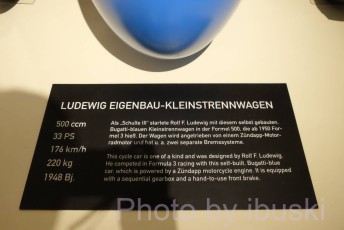 LUDWIG EIGENBAU-KLEINSTRENNWAGEN
500 ccm
33 PS
176 km/h
220 kg
1948 Bj.
Als „Schulte III" startete Rolf F. Ludwig mit diesem selbst gebauten,
Bugatti-blauen Kleinstrennwagen in der Formel 500, die ab 1950 For-
mel 3 hieß. Der Wagen wird angetrieben von einem Zündapp-Motor-
radmotor und hat u. a. zwei separate Bremssysteme.
This cycle car is one of a kind and was designed by Rolf F. Ludwig.
He competed in Formula 3 racing with this self-built, Bugatti-blue
car, which is powered by a Zündapp motorcycle engine. It is equipped
with a sequential gearbox and a hand-to-use front brake.
Photo by ibuski